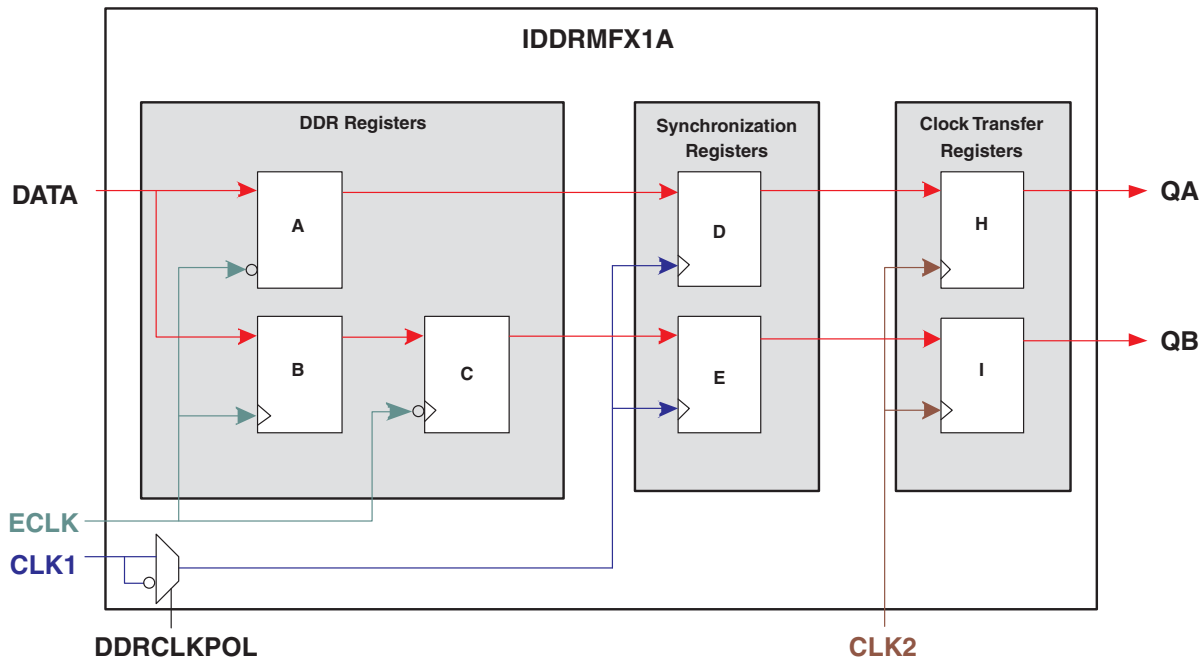 IDDRMFX1A
DDR Registers
Synchronization
Registers
Clock Transfer
Registers
DATA
A
D
H
QA
B
C
E
I
QB
ECLK
CLK1
DDRCLKPOL
CLK2